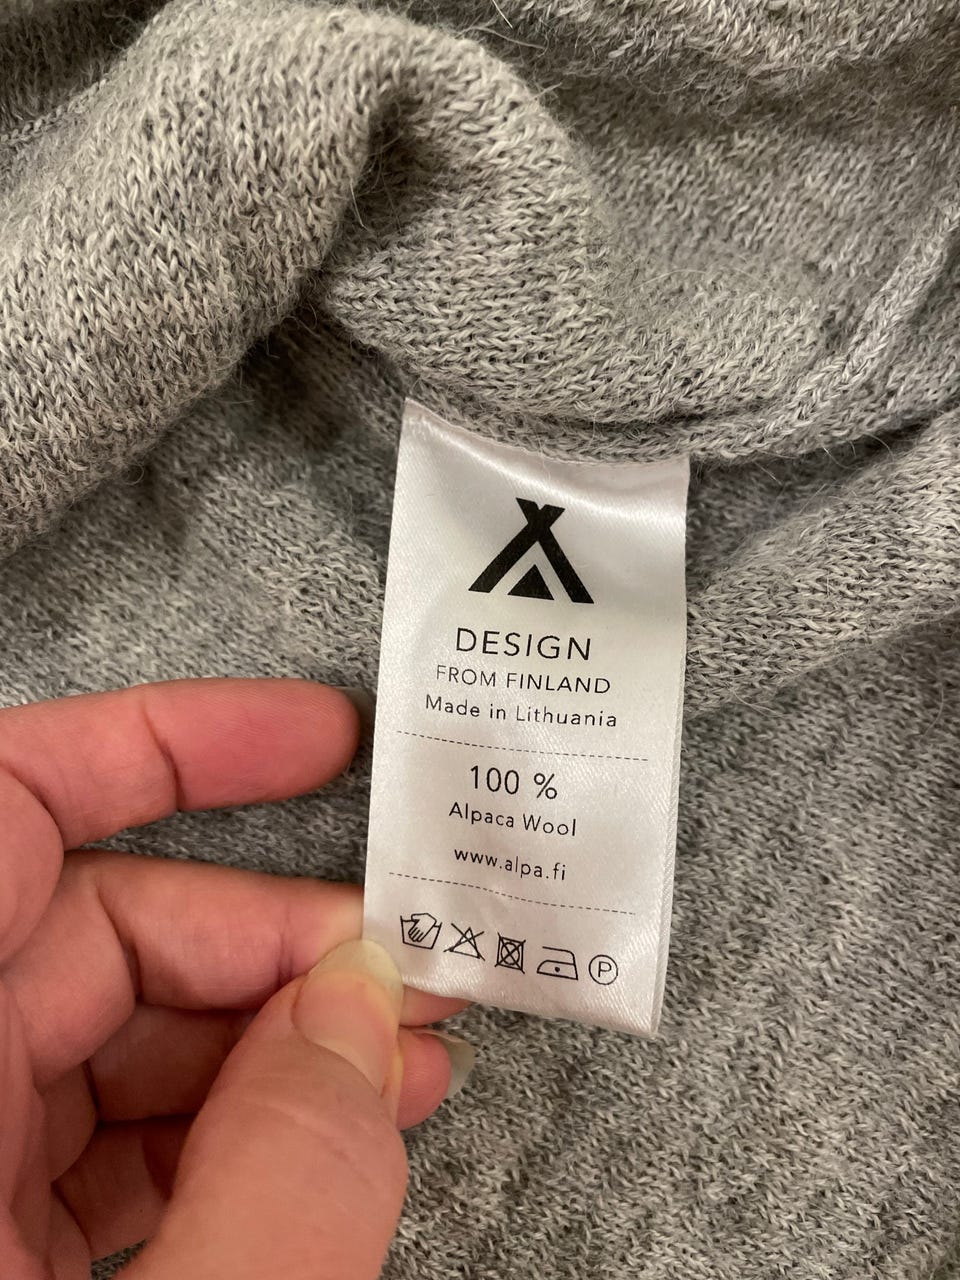 DESIGN
FROM FINLAND
Made in Lithuania
100 %
Alpaca Wool
www.alpa.fi
P